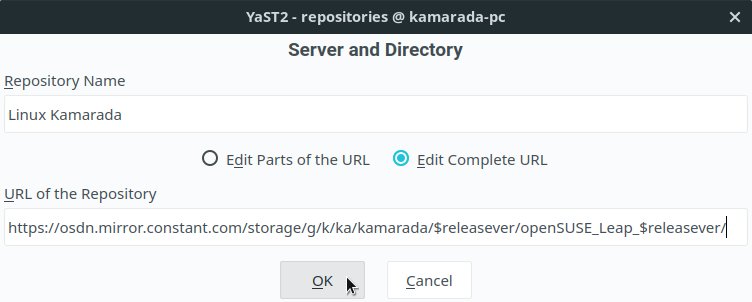 YaST2 - repositories @ kamarada-pc
Server and Directory
Repository Name
Linux Kamarada
Edit Parts of the URL Edit Complete URL
URL of the Repository
https://osdn.mirror.constant.com/storage/g/k/ka/kamarada/$releasever/openSUSE_Leap_$releasever/
OK Cancel